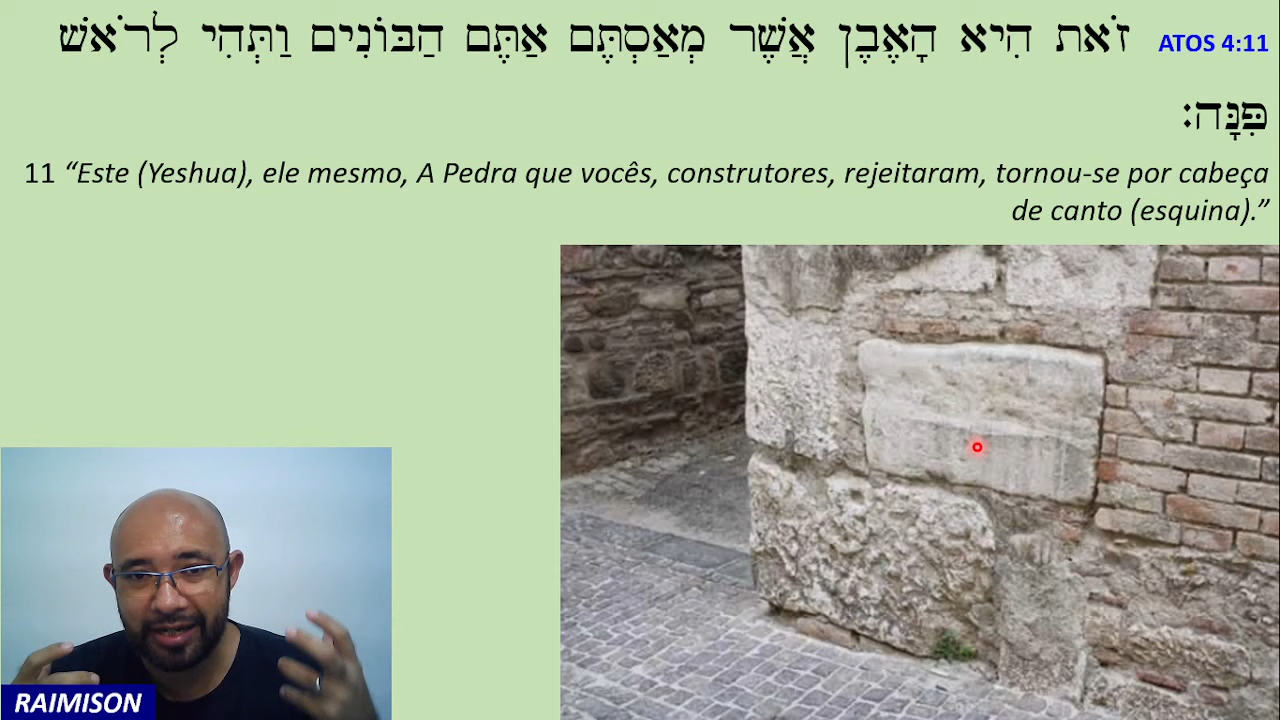 ATOS 4:11 זֹאת הִיא הָאֶבֶן אֲשֶׁר מְאַסְתֶּם אַתֶּם הַבּוֹנִים וַתְּהִי לְרֹאשׁ
פִּנָּה׃
11 “Este (Yeshua), ele mesmo, A Pedra que vocês, construtores, rejeitaram, tornou-se por cabeça
de canto (esquina).”
RAIMISON